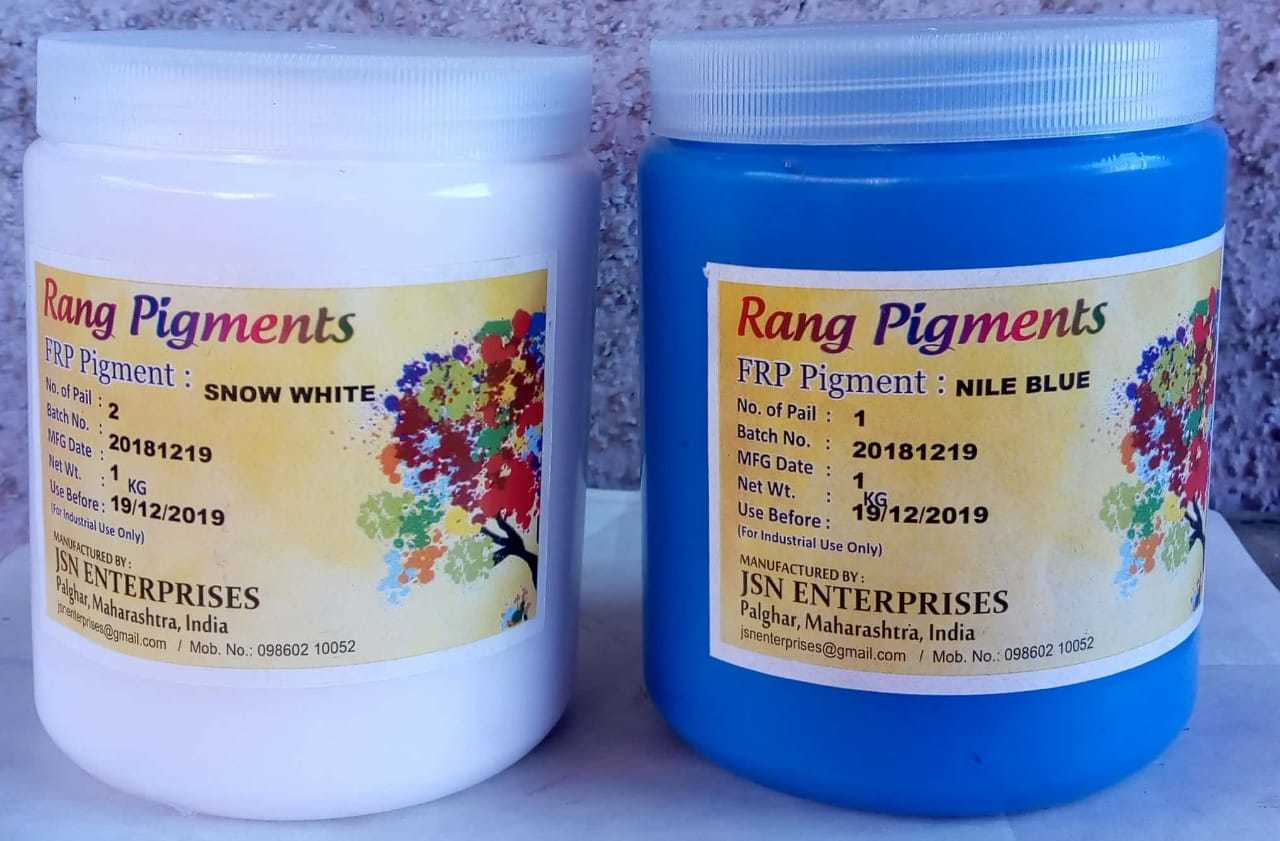 Rang Pigments
FRP Pigment : SNOW WHITE
No. of Pail : 2
Batch No. : 20181219
MFG Date :
Net Wt. : 1 KG
Use Before : 19/12/2019
(For Industrial Use Only)
MANUFACTURED BY :
JSN ENTERPRISES
Palghar, Maharashtra, India
jsnenterprises@gmail.com / Mob. No.: 098602 10052
Rang Pigments
FRP Pigment : NILE BLUE
No. of Pail : 1
Batch No. : 20181219
MFG Date :
Net Wt. : 1 KG
Use Before : 19/12/2019
(For Industrial Use Only)
MANUFACTURED BY :
JSN ENTERPRISES
Palghar, Maharashtra, India
jsnenterprises@gmail.com / Mob. No.: 098602 10052